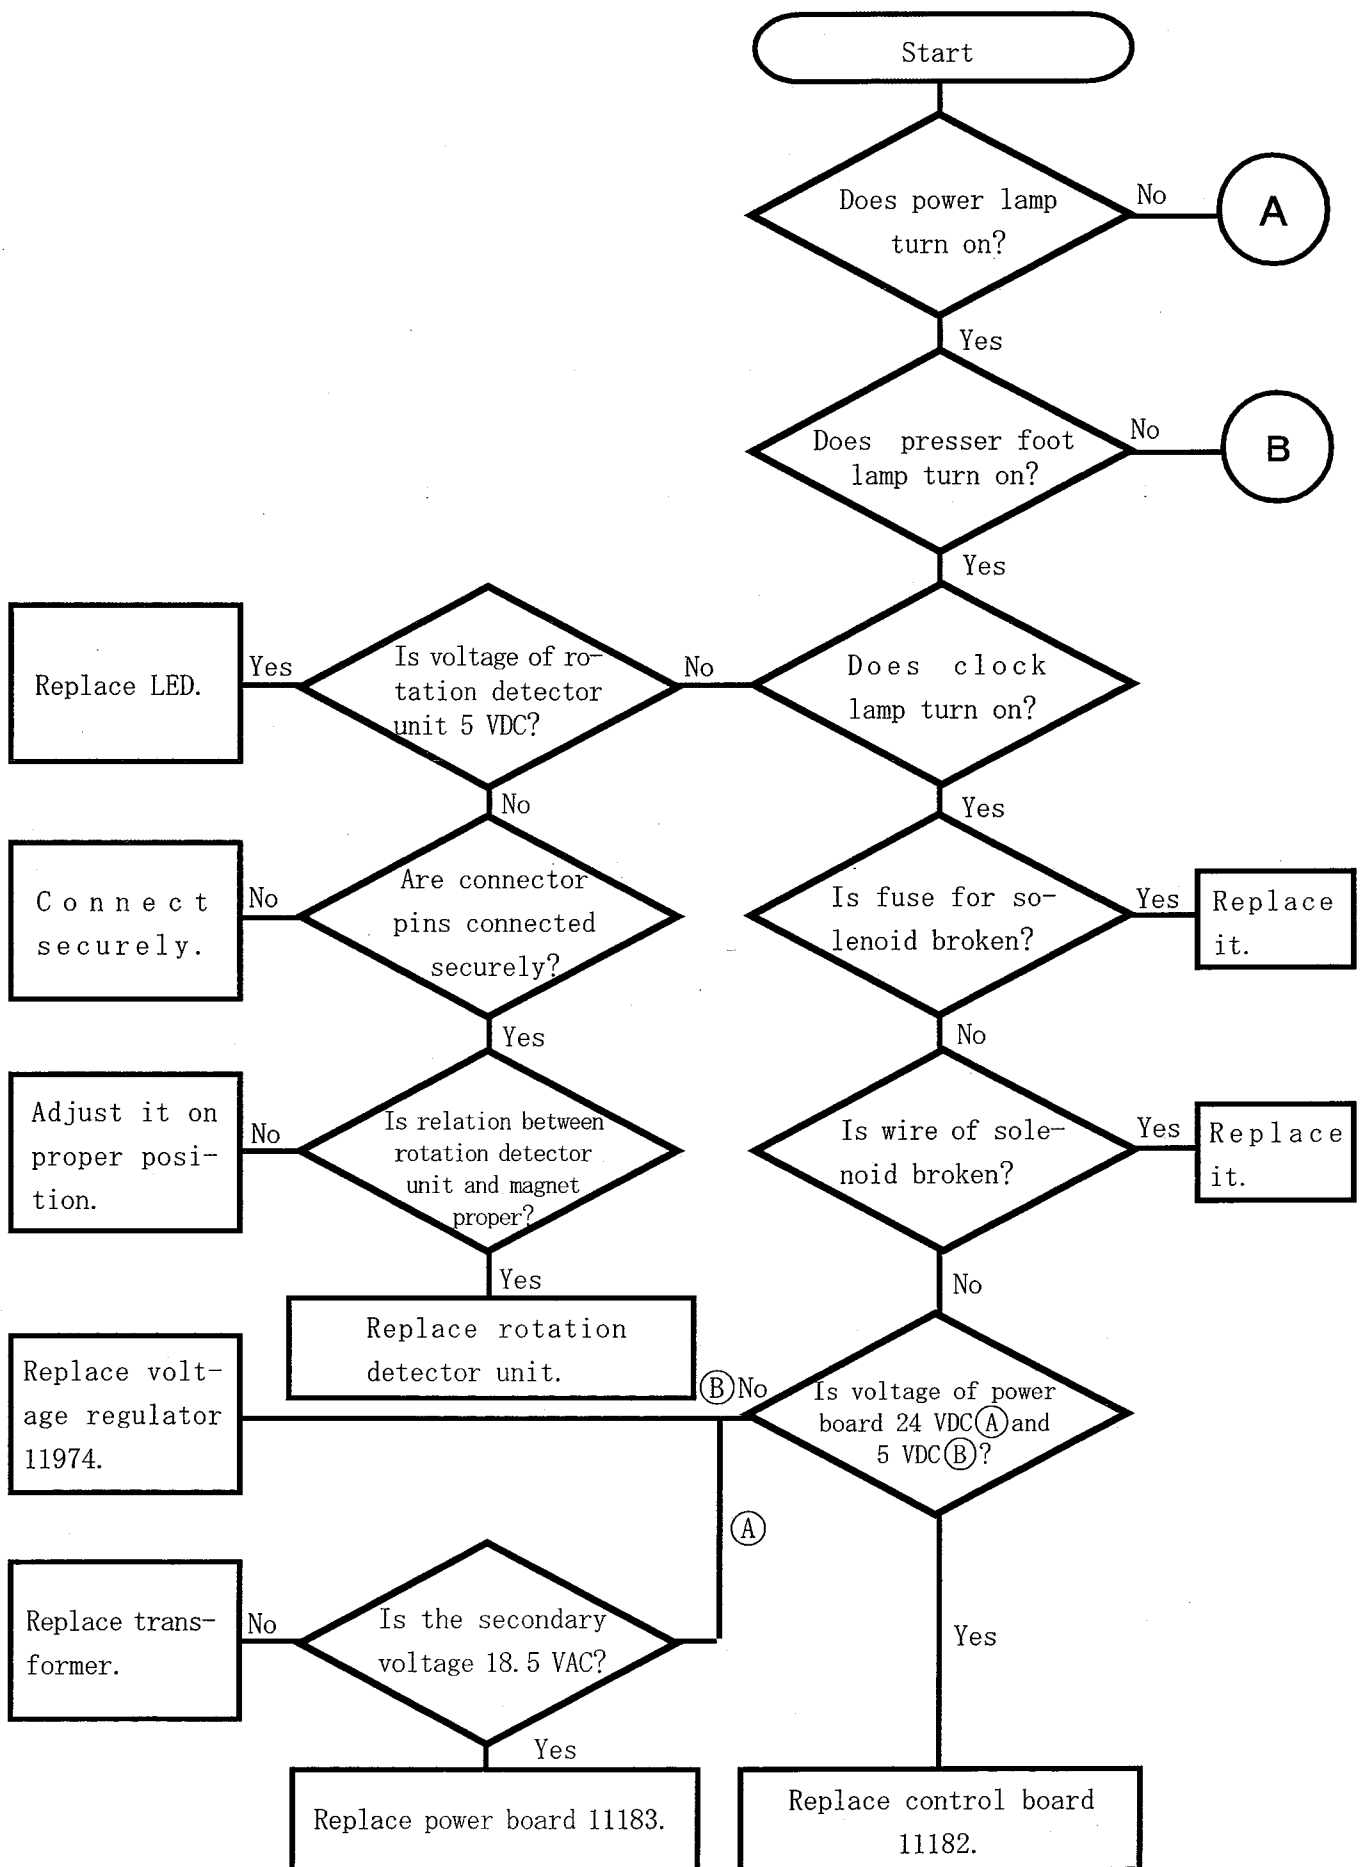 Start
Does power lamp
turn on?
No
A
Yes
Does presser foot
lamp turn on?
No
B
Yes
Does clock
lamp turn on?
No
Is voltage of ro-
tation detector
unit 5 VDC?
Yes
Replace LED.
No
Are connector
pins connected
securely?
No
Connect
securely.
Yes
Is relation between
rotation detector
unit and magnet
proper?
No
Adjust it on
proper posi-
tion.
Yes
Replace rotation
detector unit.
Yes
Is fuse for so-
lenoid broken?
Yes
Replace
it.
No
Is wire of sole-
noid broken?
Yes
Replace
it.
No
Is voltage of power
board 24 VDCⒶand
5 VDCⒷ?
ⒷNo
Replace volt-
age regulator
11974.
Ⓐ
Is the secondary
voltage 18.5 VAC?
No
Replace trans-
former.
Yes
Replace power board 11183.
Yes
Replace control board
11182.